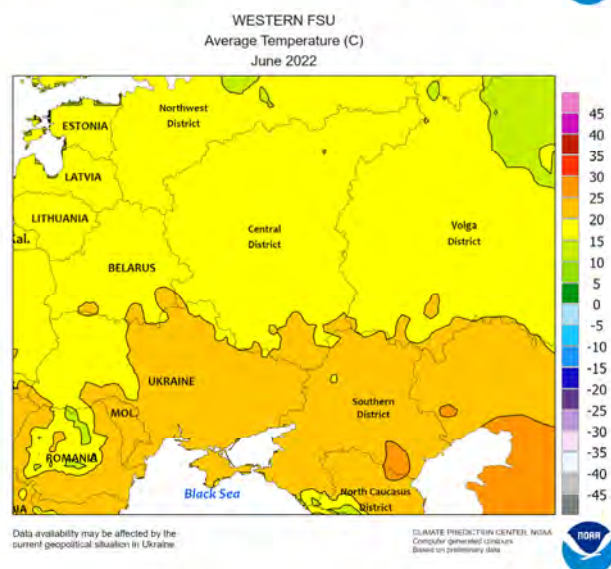 WESTERN FSU
Average Temperature (C)
June 2022
Northwest
District
ESTONIA
LATVIA
LITHUANIA
Kal.
BELARUS
Central
District
Volga
District
UKRAINE
MOL.
Southern
District
ROMANIA
Black Sea
North Caucasus
District
45
40
35
30
25
20
15
10
5
0
-5
-10
-15
-20
-25
-30
-35
-40
-45
Data availability may be affected by the
current geopolitical situation in Ukraine
CLIMATE PREDICTION CENTER, NOAA
Computer generated contours
Based on preliminary data
NOAA